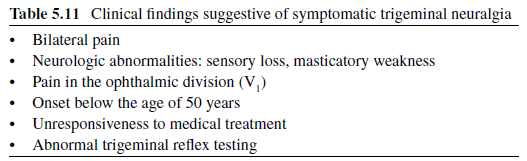 Table 5.11 Clinical findings suggestive of symptomatic trigeminal neuralgia
• Bilateral pain
• Neurologic abnormalities: sensory loss, masticatory weakness
• Pain in the ophthalmic division (V₁)
• Onset below the age of 50 years
• Unresponsiveness to medical treatment
• Abnormal trigeminal reflex testing